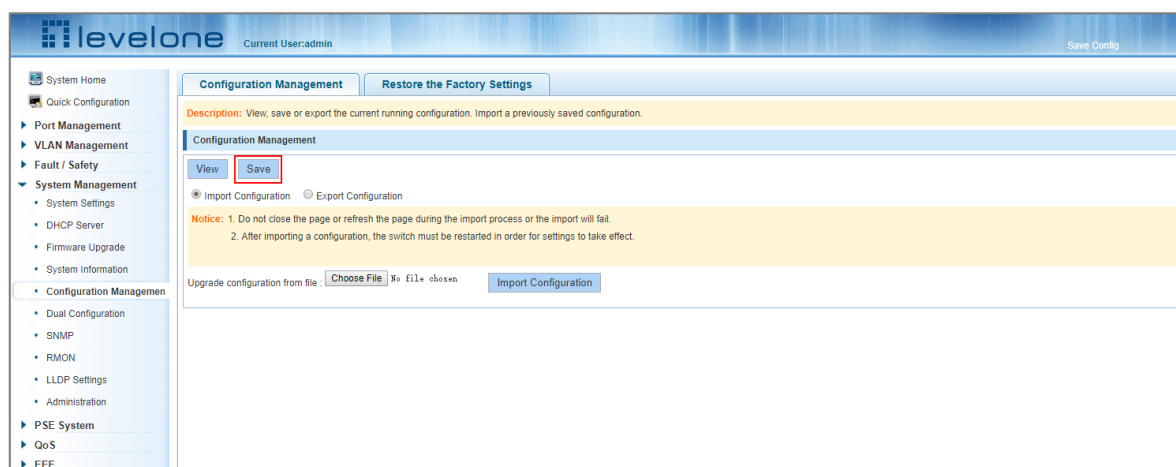 levelone Current User:admin Save Config
System Home
Quick Configuration
Port Management
VLAN Management
Fault / Safety
System Management
System Settings
DHCP Server
Firmware Upgrade
System Information
Configuration Managemen
Dual Configuration
SNMP
RMON
LLDP Settings
Administration
PSE System
QoS
EEE
Configuration Management Restore the Factory Settings
Description: View, save or export the current running configuration. Import a previously saved configuration.
Configuration Management
View Save
Import Configuration Export Configuration
Notice: 1. Do not close the page or refresh the page during the import process or the import will fail.
2. After importing a configuration, the switch must be restarted in order for settings to take effect.
Upgrade configuration from file : Choose File No file chosen Import Configuration